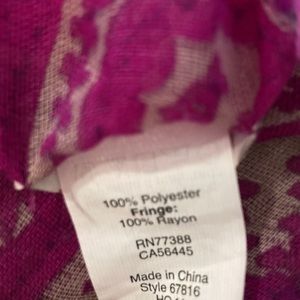 100% Polyester
Fringe:
100% Rayon
RN77388
CA56445
Made in China
Style 67816